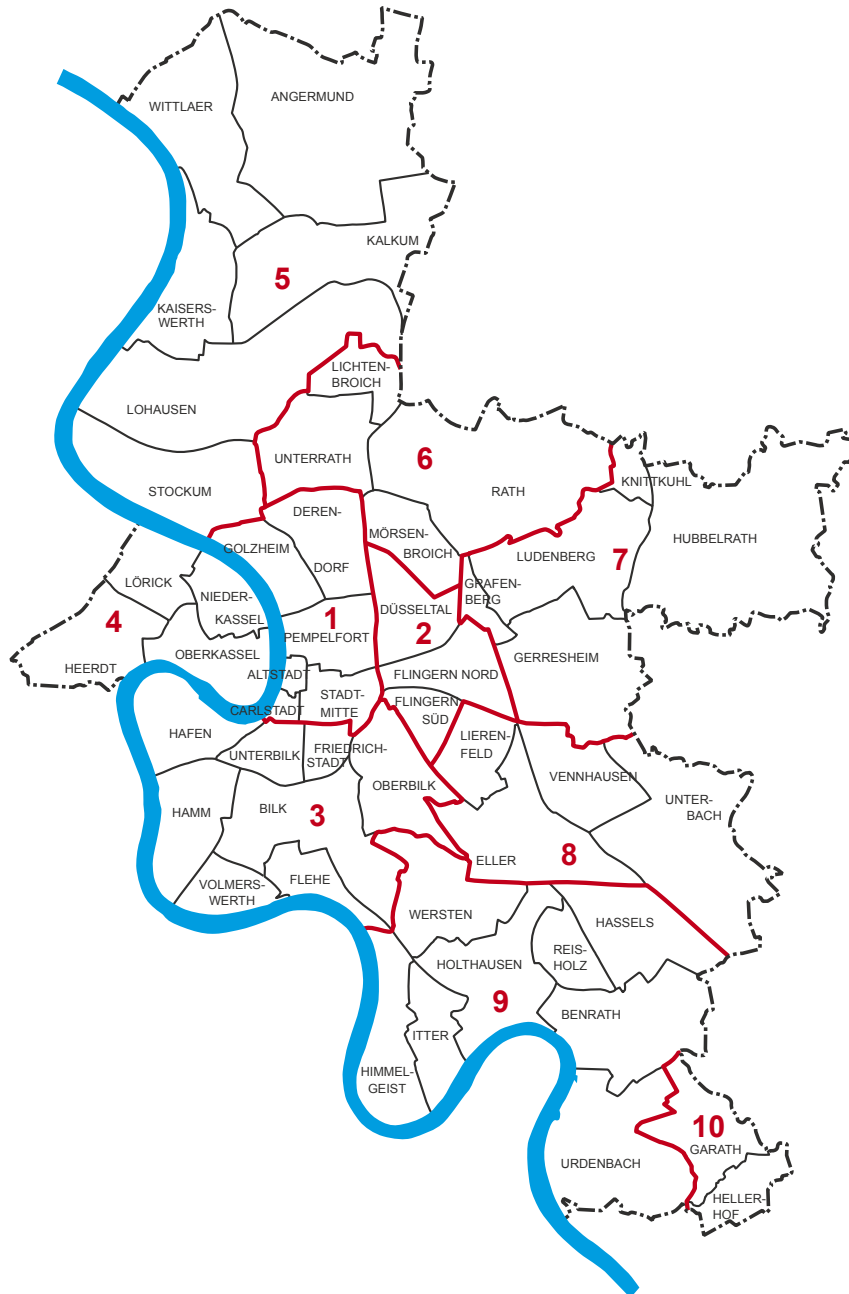 ANGERMUND
WITTLAER
KALKUM
5
KAISERS-
WERTH
LICHTEN-
BROICH
LOHAUSEN
UNTERRATH
6
KNITTKUHL
STOCKUM
RATH
DEREN-
DORF
MÖRSEN-
BROICH
HUBBELRATH
GOLZHEIM
LUDENBERG
7
LÖRICK
GRAFEN-
BERG
NIEDER-
KASSEL
1
DÜSSELTAL
2
4
PEMPELFORT
OBERKASSEL
GERRESHEIM
HEERDT
ALTSTADT
FLINGERN NORD
STADT-
MITTE
FLINGERN
SÜD
CARLSTADT
HAFEN
LIEREN-
FELD
UNTERBILK
FRIEDRICH-
STADT
VENNHAUSEN
OBERBILK
UNTER-
BACH
HAMM
BILK
3
ELLER
8
VOLMERS-
WERTH
FLEHE
WERSTEN
HASSELS
REIS-
HOLZ
HOLTHAUSEN
9
BENRATH
ITTER
HIMMEL-
GEIST
10
GARATH
URDENBACH
HELLER-
HOF